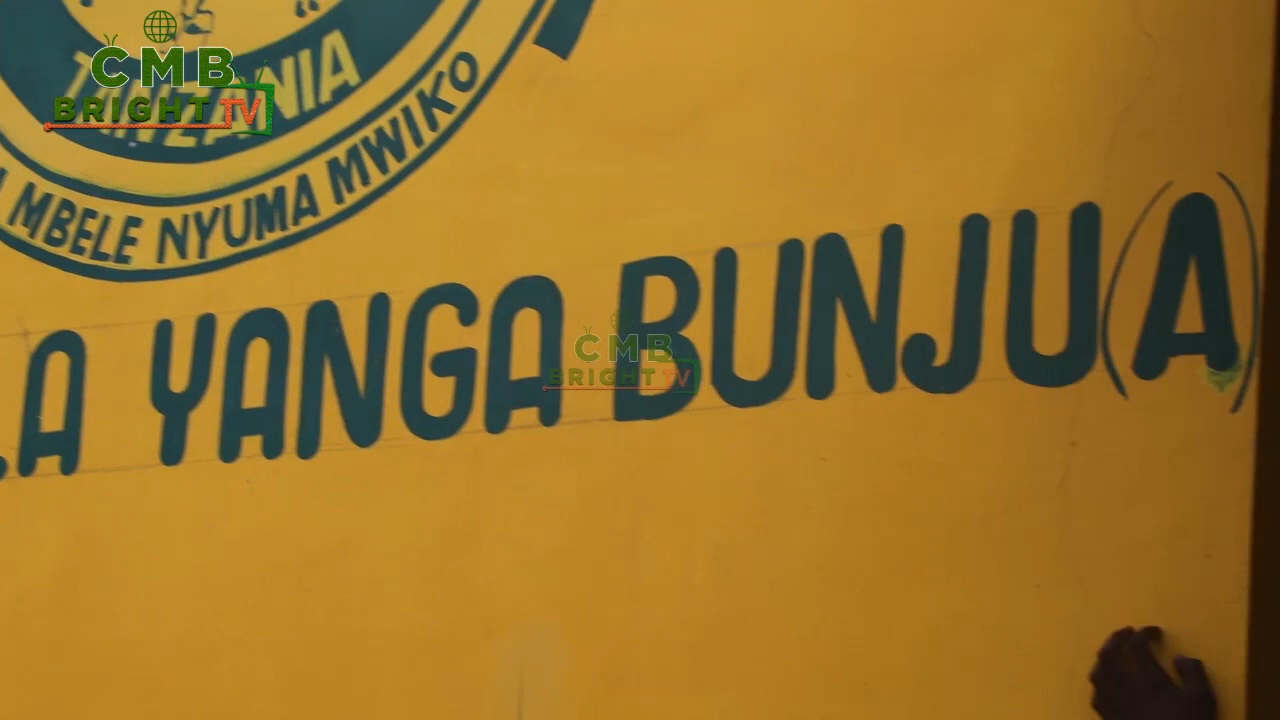 CMB
BRIGHT TV
TANZANIA
MBELE NYUMA MWIKO
YANGA BUNJU (A)
CMB
BRIGHT TV